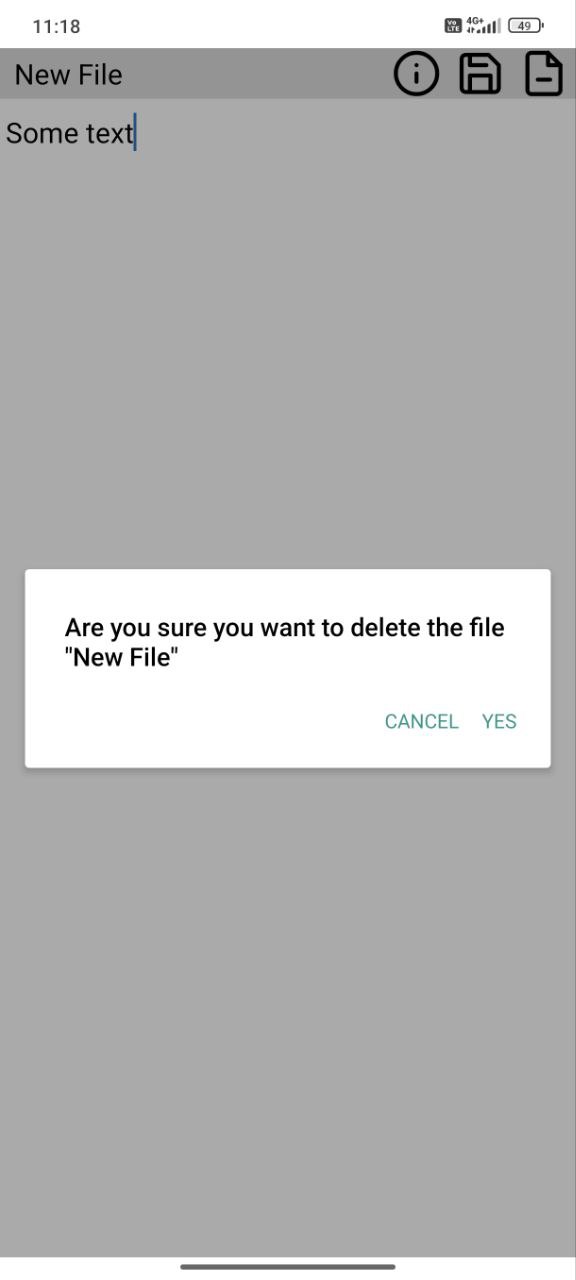 11:18
Vo LTE 4G+ 49
New File
Some text
Are you sure you want to delete the file
"New File"
CANCEL YES